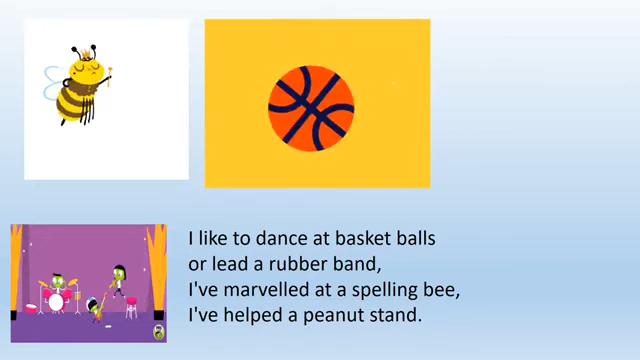 I like to dance at basket balls
or lead a rubber band,
I've marvelled at a spelling bee,
I've helped a peanut stand.